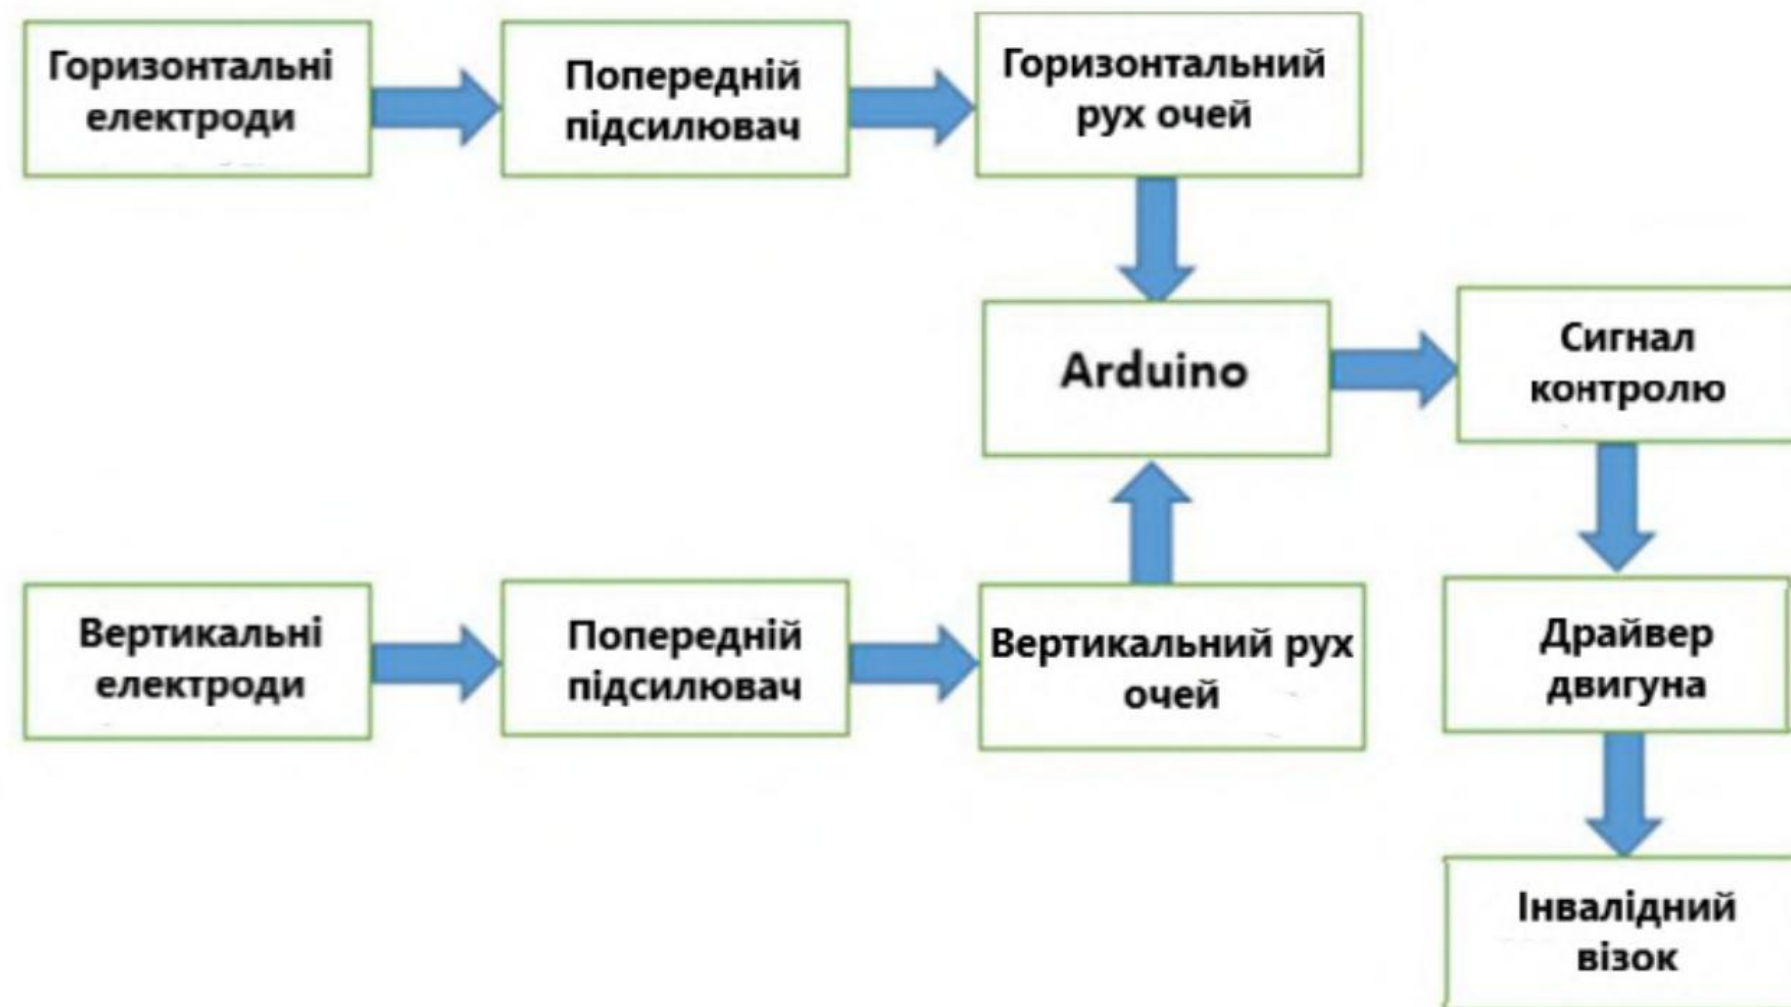 Горизонтальні
електроди
Попередній
підсилювач
Горизонтальний
рух очей
Arduino
Сигнал
контролю
Вертикальні
електроди
Попередній
підсилювач
Вертикальний рух
очей
Драйвер
двигуна
Інвалідний
візок